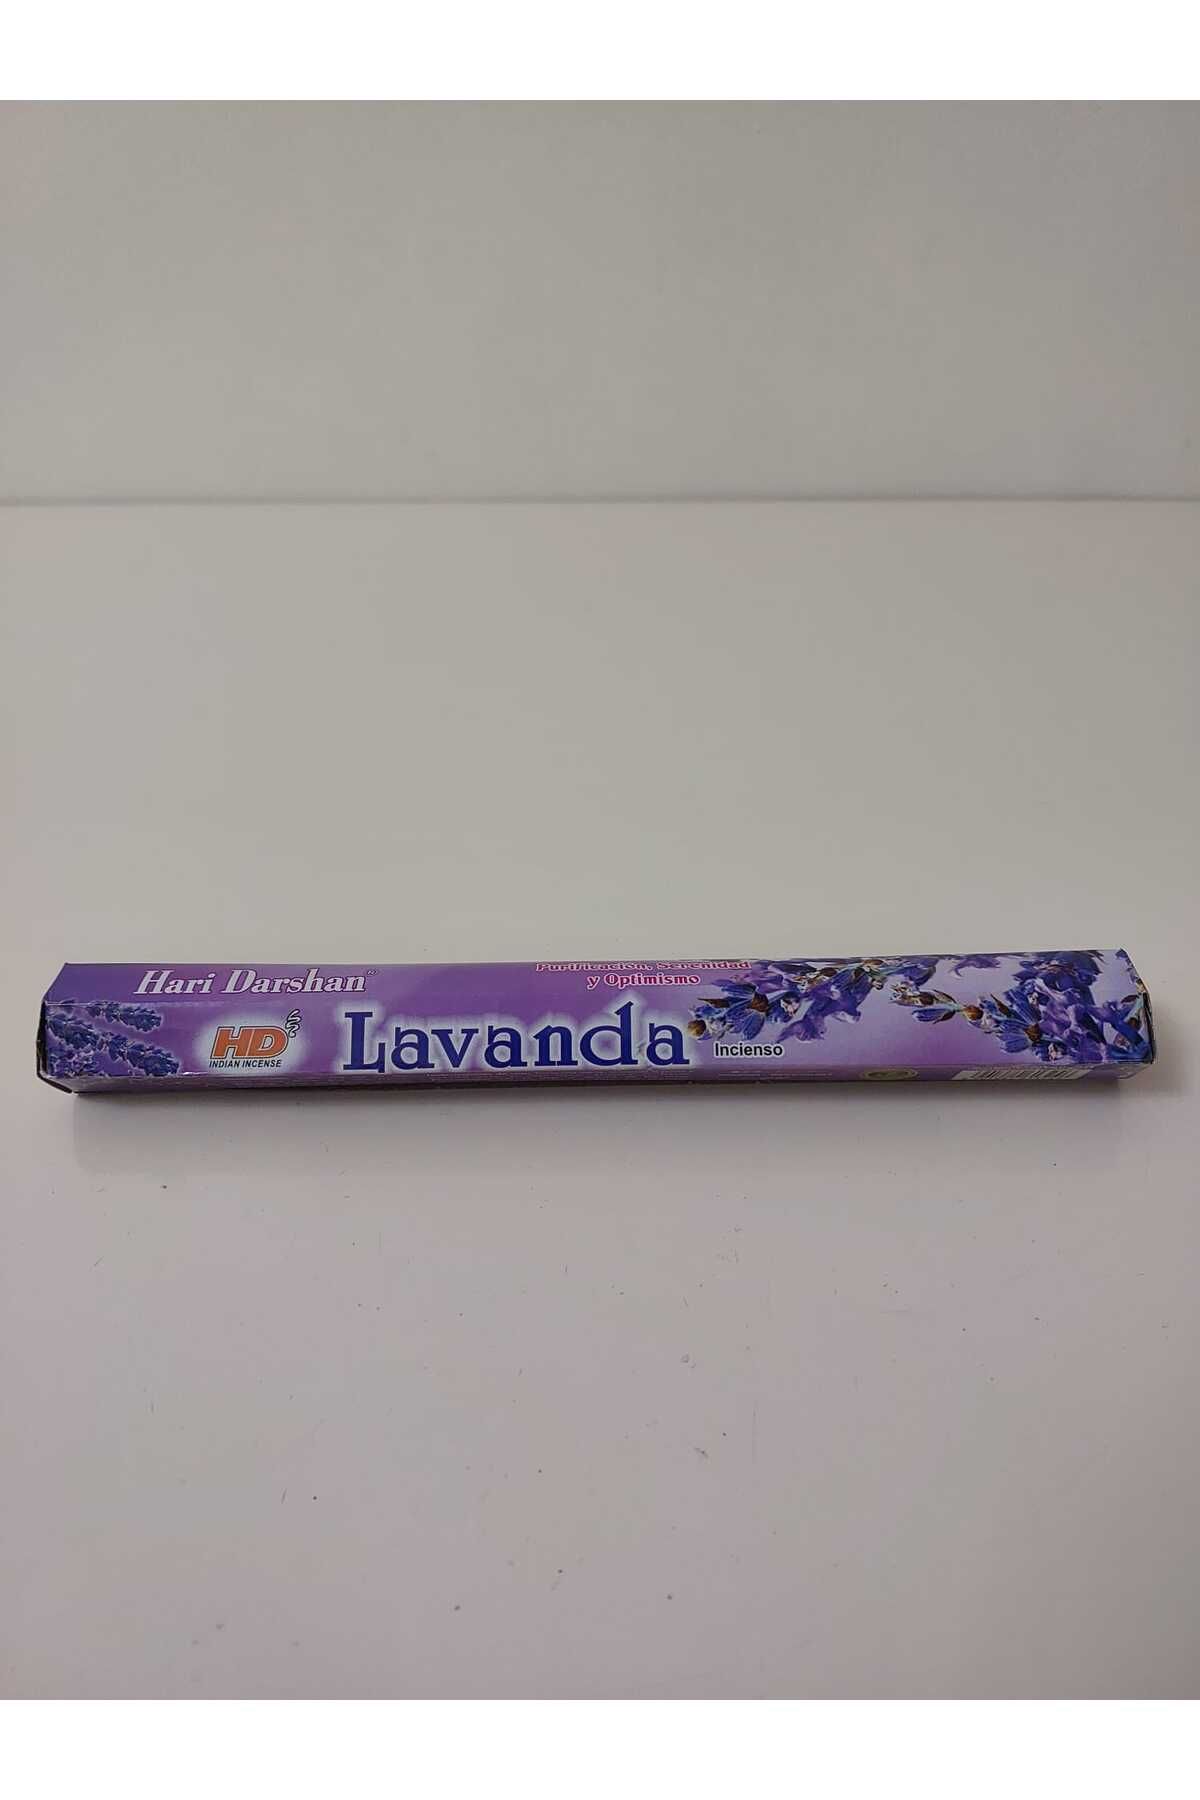 Hari Darshan®
Purificación, Serenidad
y Optimismo
HD
INDIAN INCENSE
Lavanda
Incienso